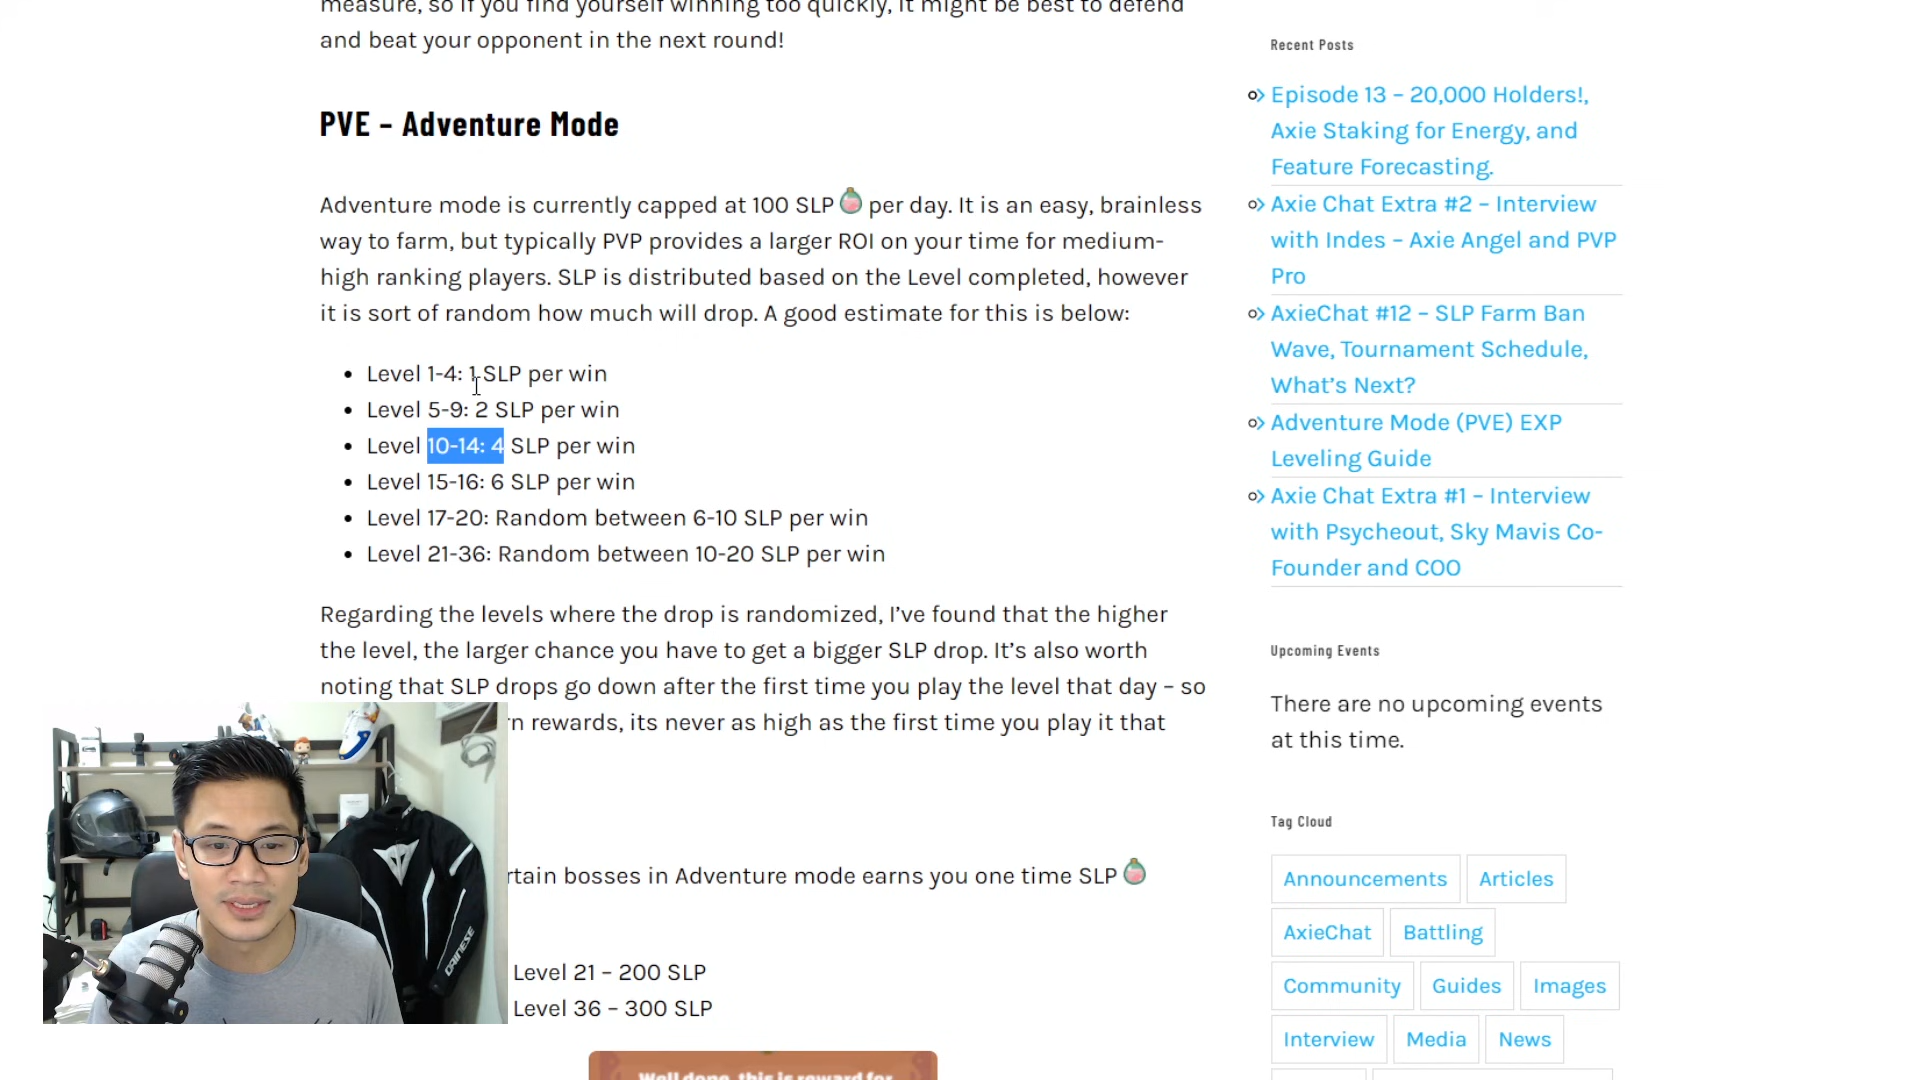 measure, so if you find yourself winning too quickly, it might be best to defend
and beat your opponent in the next round!
PVE – Adventure Mode
Adventure mode is currently capped at 100 SLP per day. It is an easy, brainless
way to farm, but typically PVP provides a larger ROI on your time for medium-
high ranking players. SLP is distributed based on the Level completed, however
it is sort of random how much will drop. A good estimate for this is below:
Level 1-4: 1 SLP per win
Level 5-9: 2 SLP per win
Level 10-14: 4 SLP per win
Level 15-16: 6 SLP per win
Level 17-20: Random between 6-10 SLP per win
Level 21-36: Random between 10-20 SLP per win
Regarding the levels where the drop is randomized, I’ve found that the higher
the level, the larger chance you have to get a bigger SLP drop. It’s also worth
noting that SLP drops go down after the first time you play the level that day – so
rewards, its never as high as the first time you play it that
bosses in Adventure mode earns you one time SLP
Level 21 – 200 SLP
Level 36 – 300 SLP
Well done, this is reward for
DAINESE
Recent Posts
Episode 13 – 20,000 Holders!,
Axie Staking for Energy, and
Feature Forecasting.
Axie Chat Extra #2 – Interview
with Indes – Axie Angel and PVP
Pro
AxieChat #12 – SLP Farm Ban
Wave, Tournament Schedule,
What’s Next?
Adventure Mode (PVE) EXP
Leveling Guide
Axie Chat Extra #1 – Interview
with Psycheout, Sky Mavis Co-
Founder and COO
Upcoming Events
There are no upcoming events
at this time.
Tag Cloud
Announcements Articles
AxieChat Battling
Community Guides Images
Interview Media News